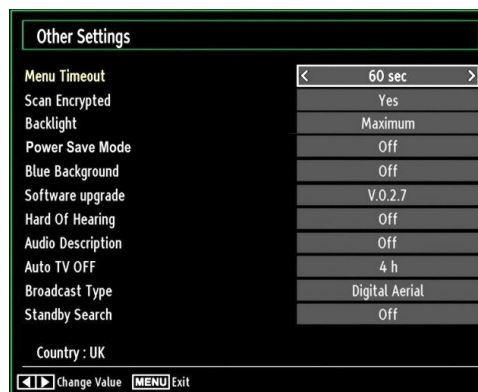 Other Settings
Menu Timeout < 60 sec >
Scan Encrypted Yes
Backlight Maximum
Power Save Mode Off
Blue Background Off
Software upgrade V.0.2.7
Hard Of Hearing Off
Audio Description Off
Auto TV OFF 4 h
Broadcast Type Digital Aerial
Standby Search Off
Country : UK
Change Value MENU Exit